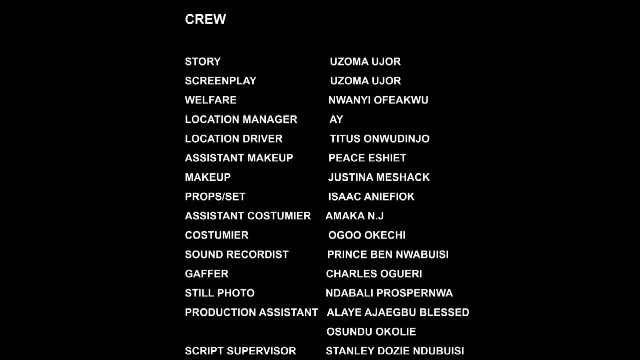 CREW
STORY UZOMA UJOR
SCREENPLAY UZOMA UJOR
WELFARE NWANYI OFEAKWU
LOCATION MANAGER AY
LOCATION DRIVER TITUS ONWUDINJO
ASSISTANT MAKEUP PEACE ESHIET
MAKEUP JUSTINA MESHACK
PROPS/SET ISAAC ANIEFIOK
ASSISTANT COSTUMIER AMAKA N.J
COSTUMIER OGOO OKECHI
SOUND RECORDIST PRINCE BEN NWABUISI
GAFFER CHARLES OGUERI
STILL PHOTO NDABALI PROSPERNWA
PRODUCTION ASSISTANT ALAYE AJAEGBU BLESSED
OSUNDU OKOLIE
SCRIPT SUPERVISOR STANLEY DOZIE NDUBUISI